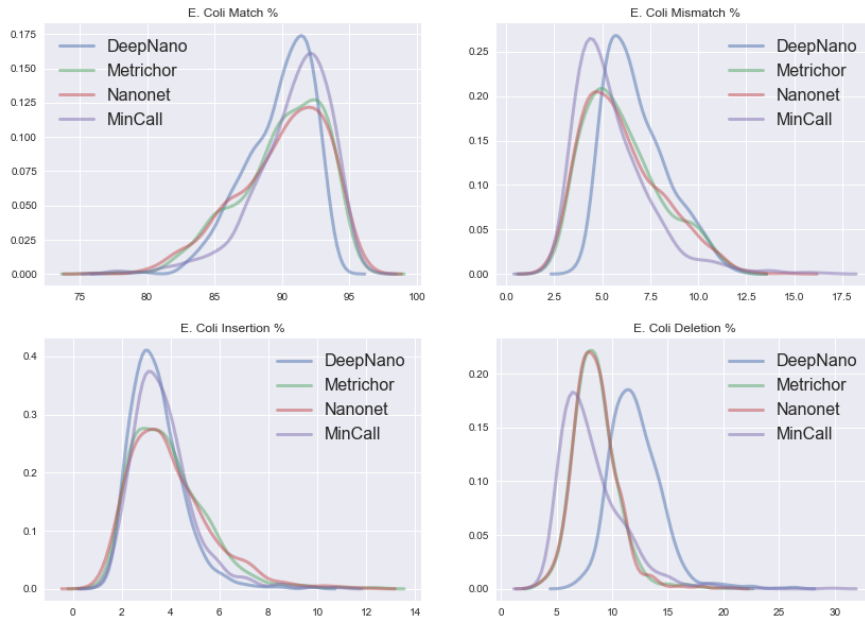 E. Coli Match %
0.175
0.150
0.125
0.100
0.075
0.050
0.025
0.000
75
80
85
90
95
100
DeepNano
Metrichor
Nanonet
MinCall
E. Coli Mismatch %
0.25
0.20
0.15
0.10
0.05
0.00
0.0
2.5
5.0
7.5
10.0
12.5
15.0
17.5
DeepNano
Metrichor
Nanonet
MinCall
E. Coli Insertion %
0.4
0.3
0.2
0.1
0.0
0
2
4
6
8
10
12
14
DeepNano
Metrichor
Nanonet
MinCall
E. Coli Deletion %
0.20
0.15
0.10
0.05
0.00
0
5
10
15
20
25
30
DeepNano
Metrichor
Nanonet
MinCall